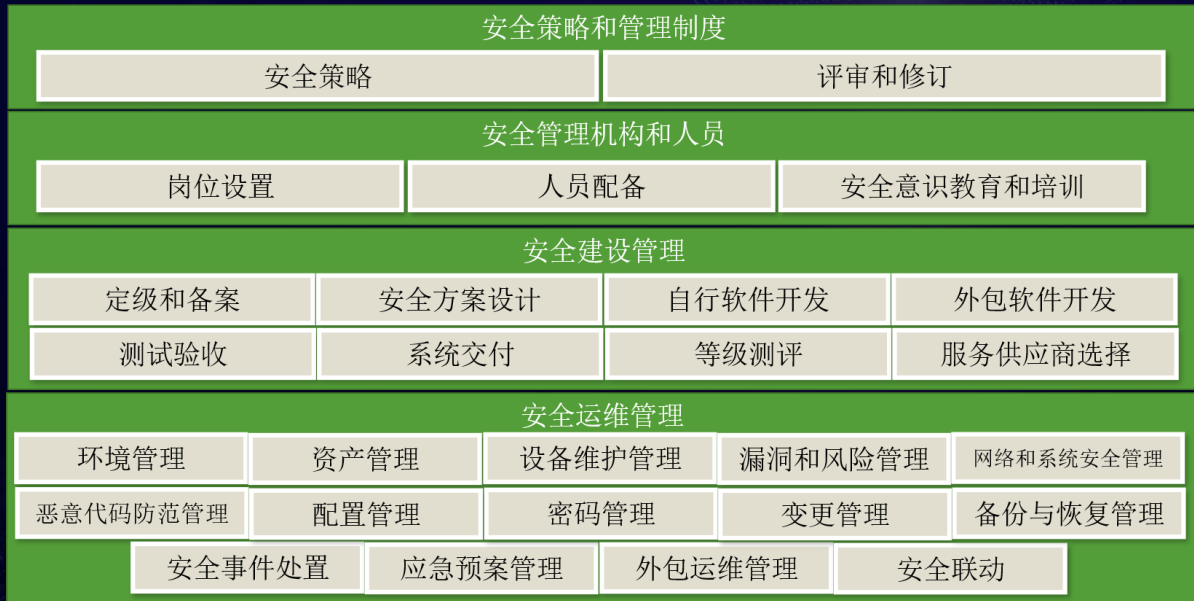 安全策略和管理制度
安全策略 评审和修订
安全管理机构和人员
岗位设置 人员配备 安全意识教育和培训
安全建设管理
定级和备案 安全方案设计 自行软件开发 外包软件开发
测试验收 系统交付 等级测评 服务供应商选择
安全运维管理
环境管理 资产管理 设备维护管理 漏洞和风险管理 网络和系统安全管理
恶意代码防范管理 配置管理 密码管理 变更管理 备份与恢复管理
安全事件处置 应急预案管理 外包运维管理 安全联动